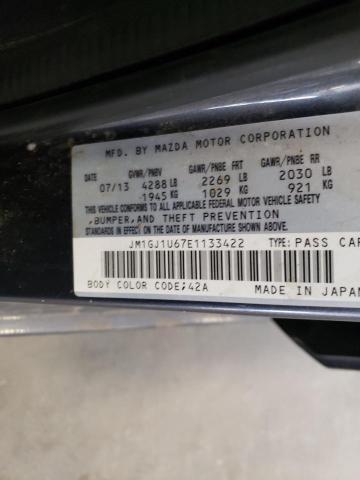 MFD. BY MAZDA MOTOR CORPORATION
GVWR/PNBV GAWR/PNBE FRT GAWR/PNBE RR
07/13 4288 LB 2269 LB 2030 LB
1945 KG 1029 KG 921 KG
THIS VEHICLE CONFORMS TO ALL APPLICABLE FEDERAL MOTOR VEHICLE SAFETY
,BUMPER,AND THEFT PREVENTION
STANDARDS IN EFFECT ON THE DATE OF MANUFACTURE SHOWN ABOVE.
JM1GJ1U67E1133422 TYPE: PASS CAR
BODY COLOR CODE;42A MADE IN JAPAN